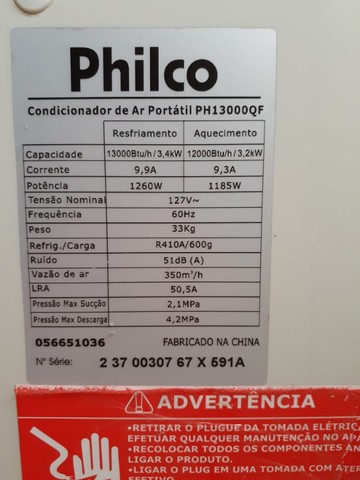 Philco
Condicionador de Ar Portátil PH13000QF
Resfriamento Aquecimento
Capacidade 13000Btu/h/3,4kW 12000Btu/h/3,2kW
Corrente 9,9A 9,3A
Potência 1260W 1185W
Tensão Nominal 127V~
Frequência 60Hz
Peso 33Kg
Refrig./Carga R410A/600g
Ruído 51dB (A)
Vazão de ar 350m³/h
LRA 50,5A
Pressão Max Sucção 2,1MPa
Pressão Max Descarga 4,2MPa
056651036 FABRICADO NA CHINA
N° Série: 2 37 00307 67 X 591A
ADVERTÊNCIA
•RETIRAR O PLUGUE DA TOMADA ELÉTRIC
EFETUAR QUALQUER MANUTENÇÃO NO AP
•RECOLOCAR TODOS OS COMPONENTES
LIGAR O PRODUTO.
•LIGAR O PLUG EM UMA TOMADA COM ATER